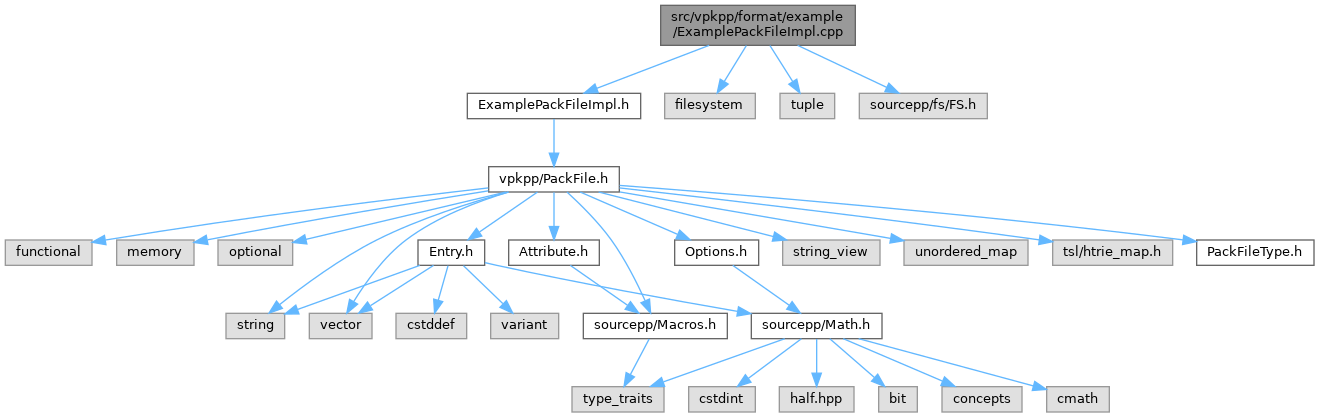 src/vpkpp/format/example
/ExamplePackFileImpl.cpp
ExamplePackFileImpl.h
filesystem
tuple
sourcepp/fs/FS.h
vpkpp/PackFile.h
functional
memory
optional
Entry.h
Attribute.h
Options.h
string_view
unordered_map
tsl/htrie_map.h
PackFileType.h
string
vector
cstddef
variant
sourcepp/Macros.h
sourcepp/Math.h
type_traits
cstdint
half.hpp
bit
concepts
cmath